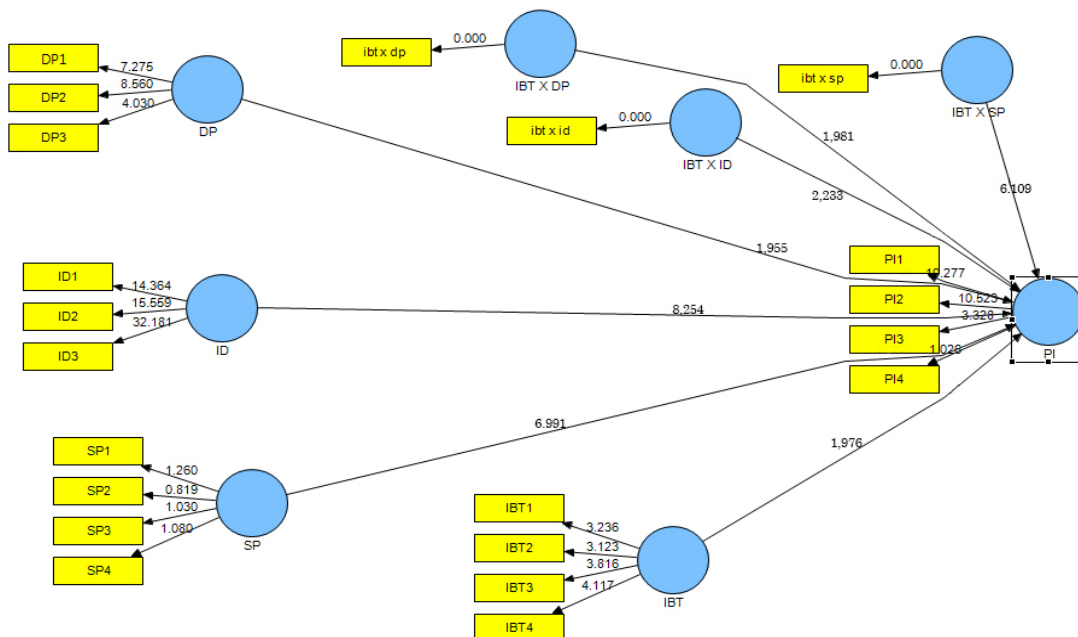 ibt x dp
0.000
IBT X DP
ibt x sp
0.000
IBT X SP
DP1
DP2
DP3
7.275
8.560
4.030
DP
ibt x id
0.000
IBT X ID
1,981
2,233
6.109
1,955
ID1
ID2
ID3
14.364
15.559
32.181
ID
8,254
PI1
PI2
PI3
PI4
10.523
3.328
1.028
PI
SP1
SP2
SP3
SP4
1.260
0.819
1.030
1.080
SP
6.991
1,976
IBT1
IBT2
IBT3
IBT4
3.236
3.123
3.816
4.117
IBT